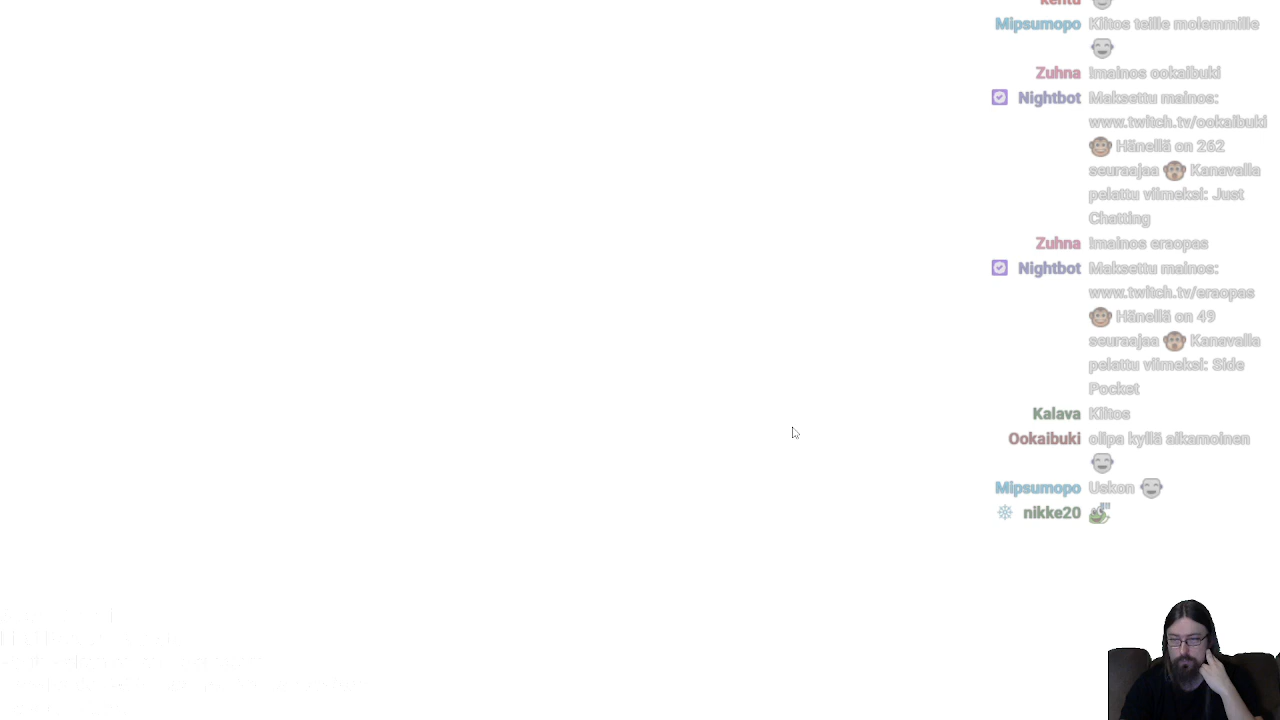 kentu
Mipsumopo Kiitos teille molemmille
Zuhna !mainos ookaibuki
Nightbot Maksettu mainos:
www.twitch.tv/ookaibuki
Hänellä on 262
seuraajaa Kanavalla
pelattu viimeksi: Just
Chatting
Zuhna !mainos eraopas
Nightbot Maksettu mainos:
www.twitch.tv/eraopas
Hänellä on 49
seuraajaa Kanavalla
pelattu viimeksi: Side
Pocket
Kalava Kiitos
Ookaibuki olipa kyllä aikamoinen
Mipsumopo Uskon
nikke20